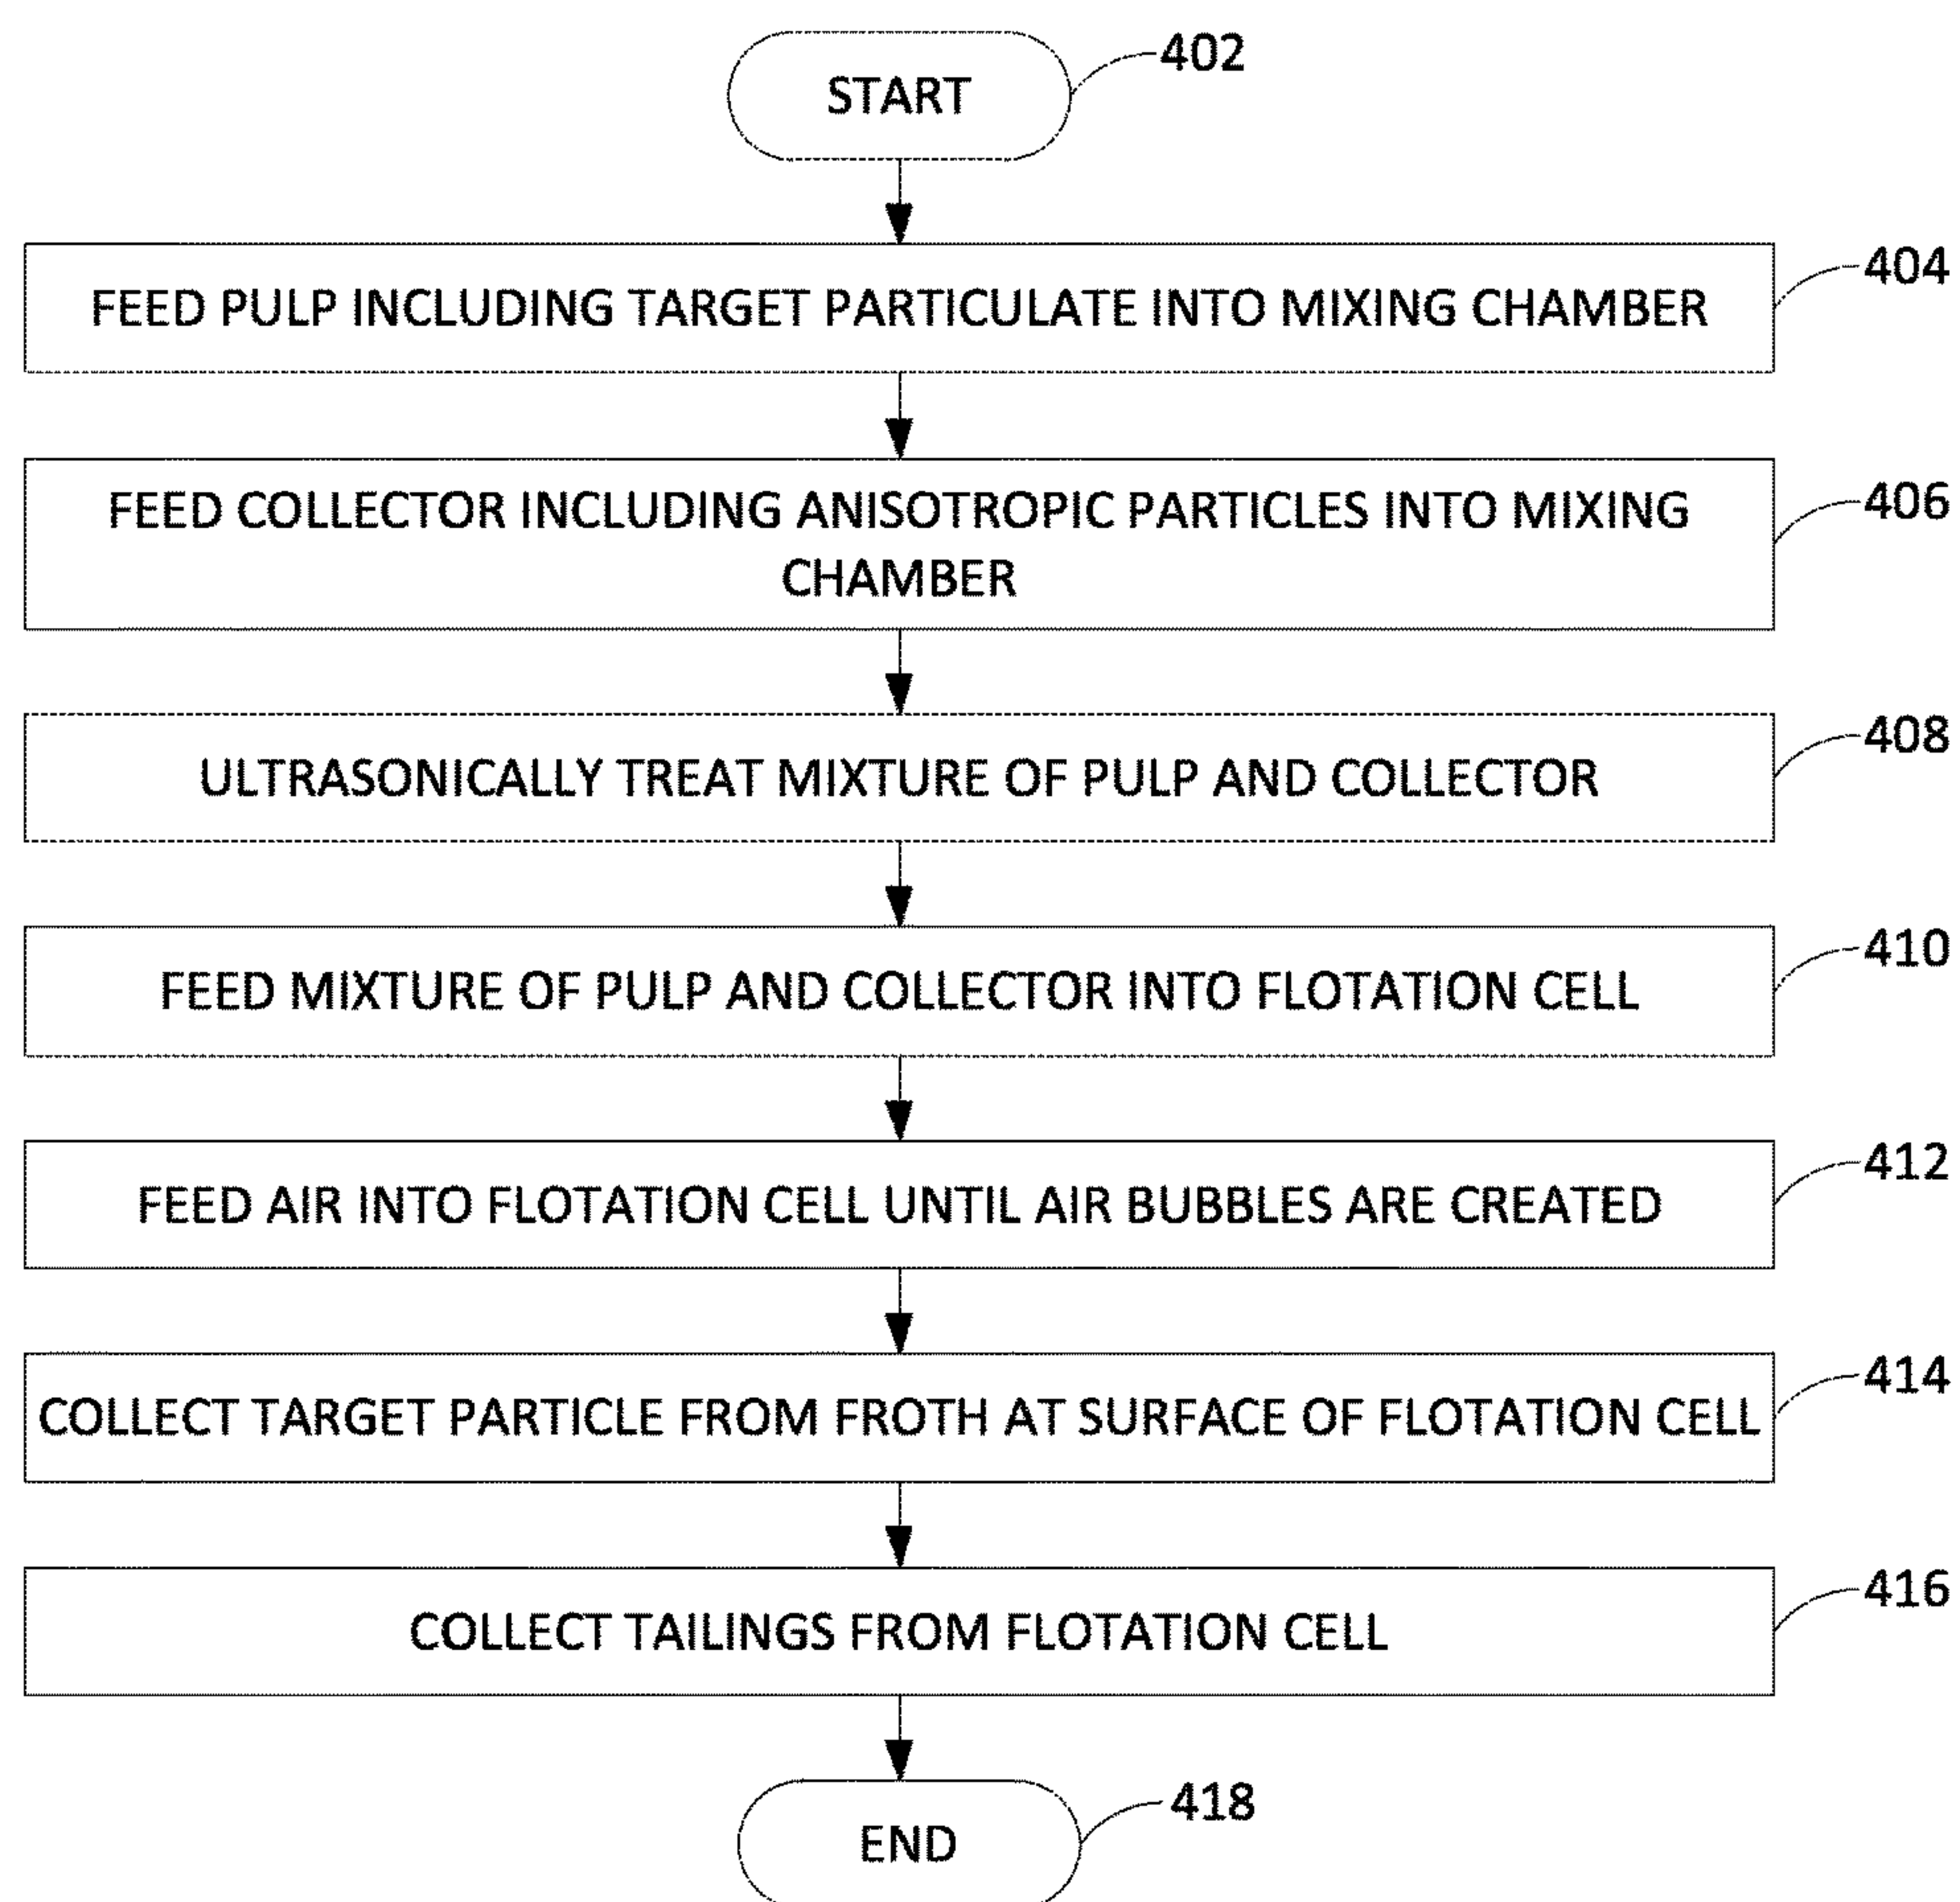 START
402
FEED PULP INCLUDING TARGET PARTICULATE INTO MIXING CHAMBER
404
FEED COLLECTOR INCLUDING ANISOTROPIC PARTICLES INTO MIXING
CHAMBER
406
ULTRASONICALLY TREAT MIXTURE OF PULP AND COLLECTOR
408
FEED MIXTURE OF PULP AND COLLECTOR INTO FLOTATION CELL
410
FEED AIR INTO FLOTATION CELL UNTIL AIR BUBBLES ARE CREATED
412
COLLECT TARGET PARTICLE FROM FROTH AT SURFACE OF FLOTATION CELL
414
COLLECT TAILINGS FROM FLOTATION CELL
416
END
418